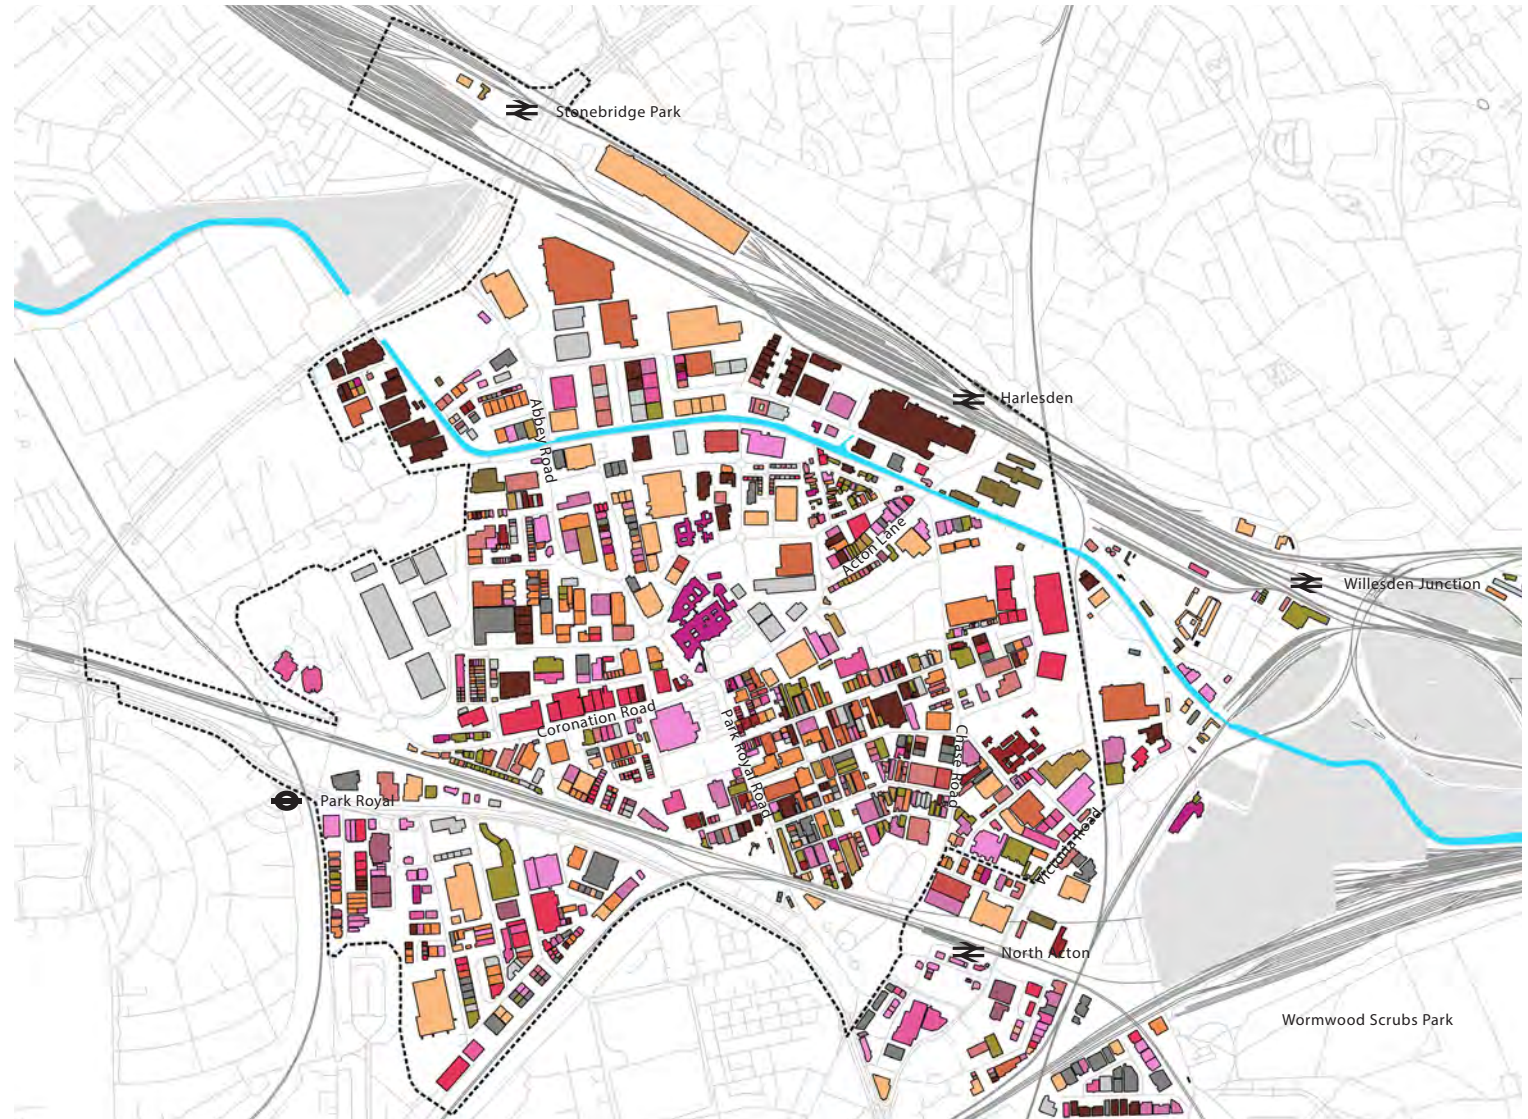 Stonebridge Park
Harlesden
Abbey Road
Acton Lane
Willesden Junction
Coronation Road
Park Royal Road
Chase Road
Park Royal
Victoria Road
North Acton
Wormwood Scrubs Park